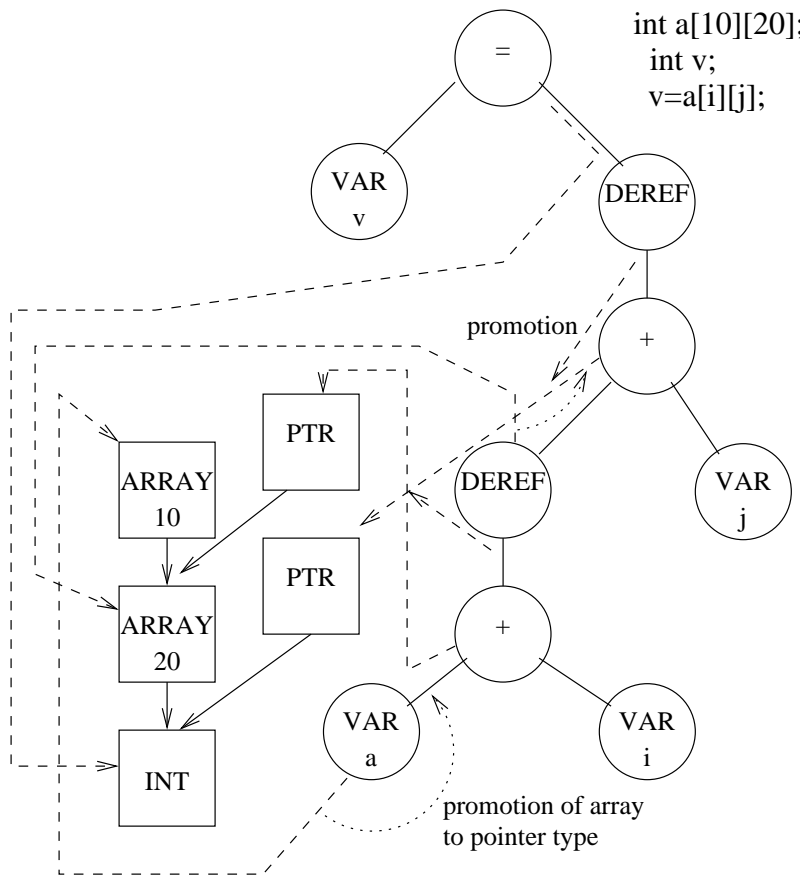 int a[10][20];
=
int v;
v=a[i][j];
VAR
v
DEREF
promotion
+
PTR
ARRAY
10
DEREF
VAR
j
PTR
ARRAY
20
+
VAR
a
VAR
i
INT
promotion of array
to pointer type